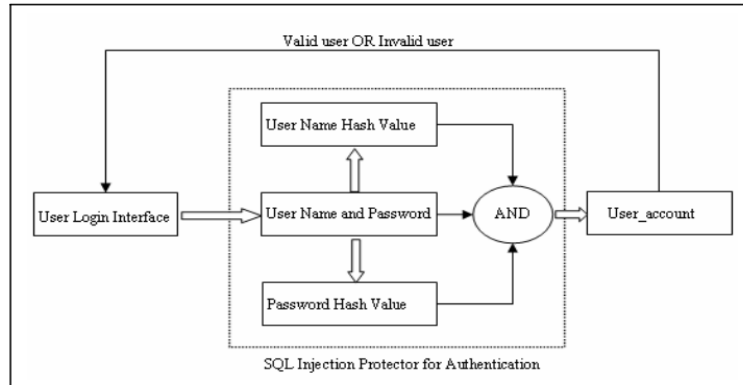 Valid user OR Invalid user
User Name Hash Value
User Login Interface
User Name and Password
AND
User_account
Password Hash Value
SQL Injection Protector for Authentication